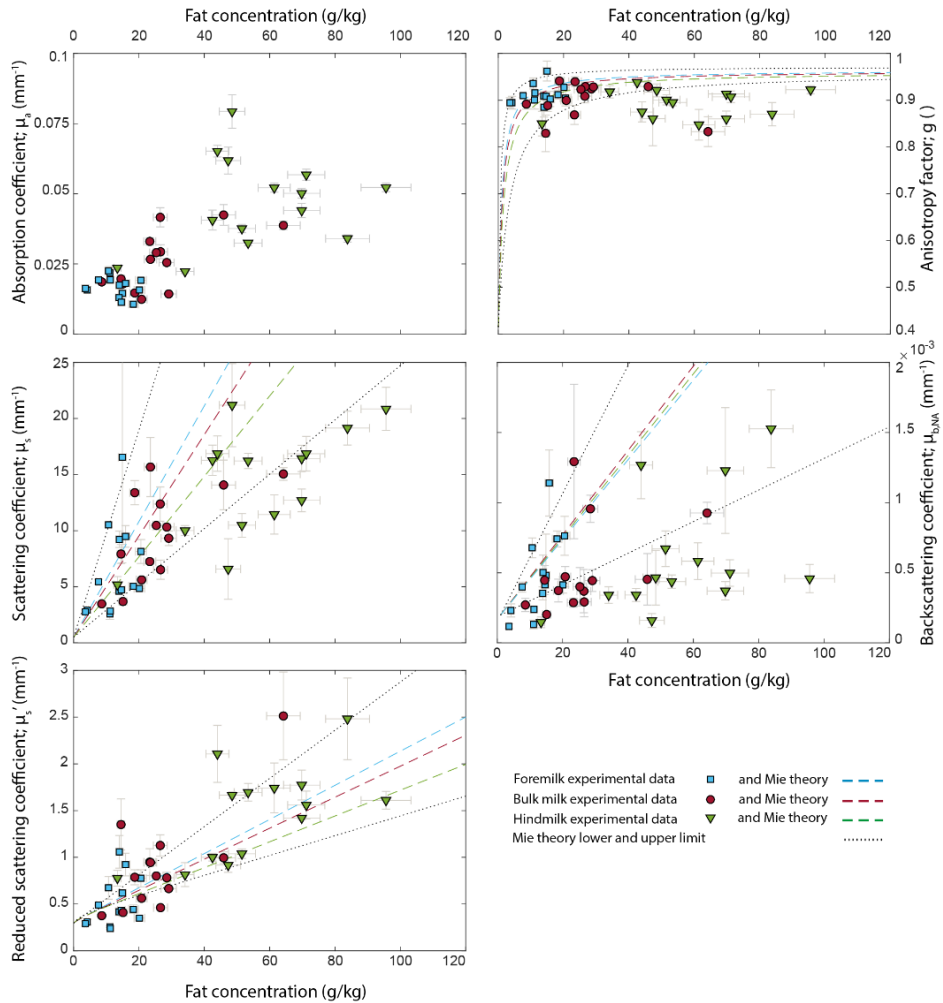 Fat concentration (g/kg)
Fat concentration (g/kg)
0 20 40 60 80 100 120
0 20 40 60 80 100 120
Absorption coefficient; μa (mm⁻¹)
0.1
0.075
0.05
0.025
0
Anisotropy factor; g ()
1
0.9
0.8
0.7
0.6
0.5
0.4
Scattering coefficient; μs (mm⁻¹)
25
20
15
10
5
0
Backscattering coefficient; μb,NA (mm⁻¹)
× 10⁻³
2
1.5
1
0.5
0
0 20 40 60 80 100 120
Fat concentration (g/kg)
Reduced scattering coefficient; μs' (mm⁻¹)
3
2.5
2
1.5
1
0.5
0
0 20 40 60 80 100 120
Fat concentration (g/kg)
Foremilk experimental data and Mie theory
Bulk milk experimental data and Mie theory
Hindmilk experimental data and Mie theory
Mie theory lower and upper limit